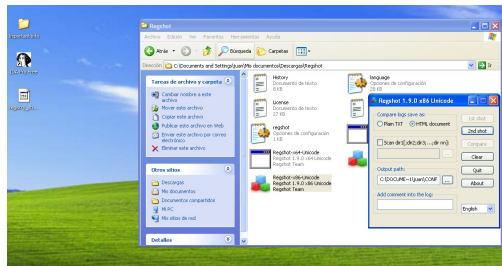 Regshot
Archivo Edición Ver Favoritos Herramientas Ayuda
Atrás
Búsqueda
Carpetas
Dirección
C:\Documents and Settings\Juan\Mis documentos\Descargas\Regshot
Ir
Tareas de archivo y carpeta
Cambiar nombre a este archivo
Mover este archivo
Copiar este archivo
Publicar este archivo en Web
Enviar este archivo por correo electrónico
Eliminar este archivo
Otros sitios
Descargas
Mis documentos
Documentos compartidos
Mi PC
Mis sitios de red
Detalles
History
Documento de texto
8 KB
License
Documento de texto
27 KB
regshot
Opciones de configuración
1 KB
Regshot-x64-Unicode
Regshot 1.9.0 x64 Unicode
Regshot Team
Regshot-x86-Unicode
Regshot 1.9.0 x86 Unicode
Regshot Team
language
Opciones de configuración
28 KB
Regshot 1.9.0 x86 Unicode
Compare logs save as:
Plain TXT
HTML document
Scan dir1[;dir2;dir3;...;dir nn]:
Output path:
C:\DOCUME~1\Juan\CONF
...
Add comment into the log:
1st shot
2nd shot
Compare
Clear
Quit
About
English